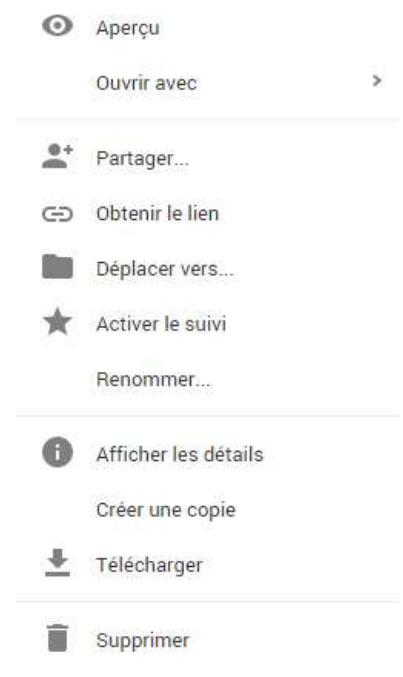 Aperçu
Ouvrir avec
Partager...
Obtenir le lien
Déplacer vers...
Activer le suivi
Renommer...
Afficher les détails
Créer une copie
Télécharger
Supprimer